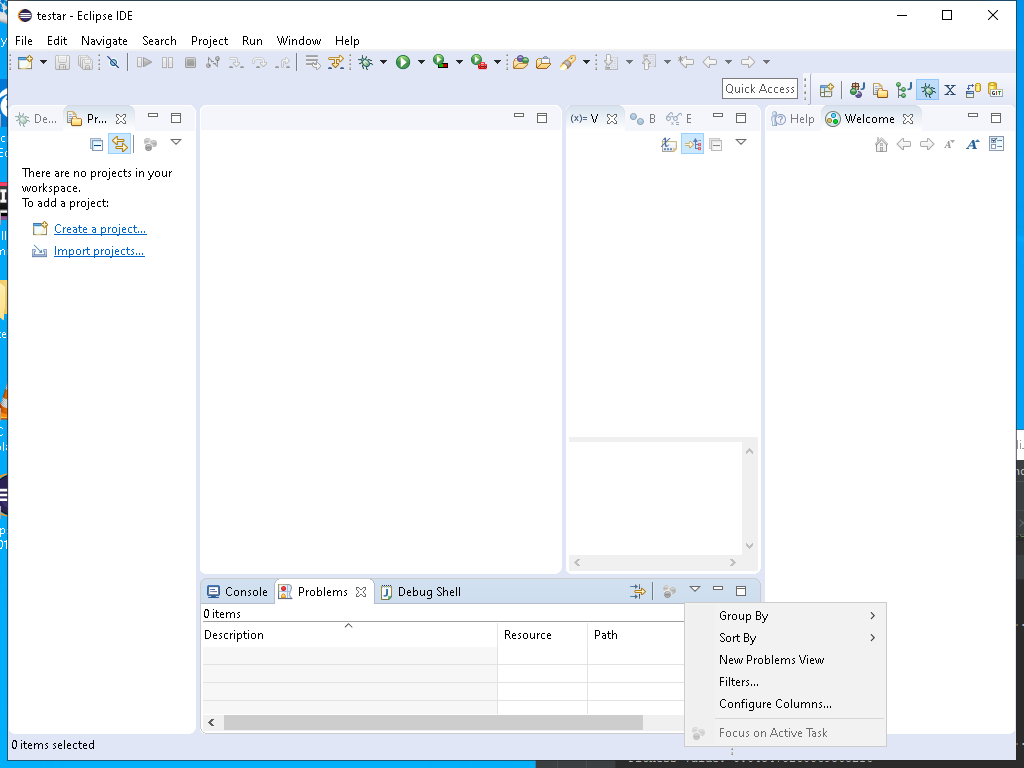 testar - Eclipse IDE
File Edit Navigate Search Project Run Window Help
Quick Access
De... Pr... (x)= V B E Help Welcome
There are no projects in your
workspace.
To add a project:
Create a project...
Import projects...
Console Problems Debug Shell
0 items
Description Resource Path
Group By
Sort By
New Problems View
Filters...
Configure Columns...
Focus on Active Task
0 items selected